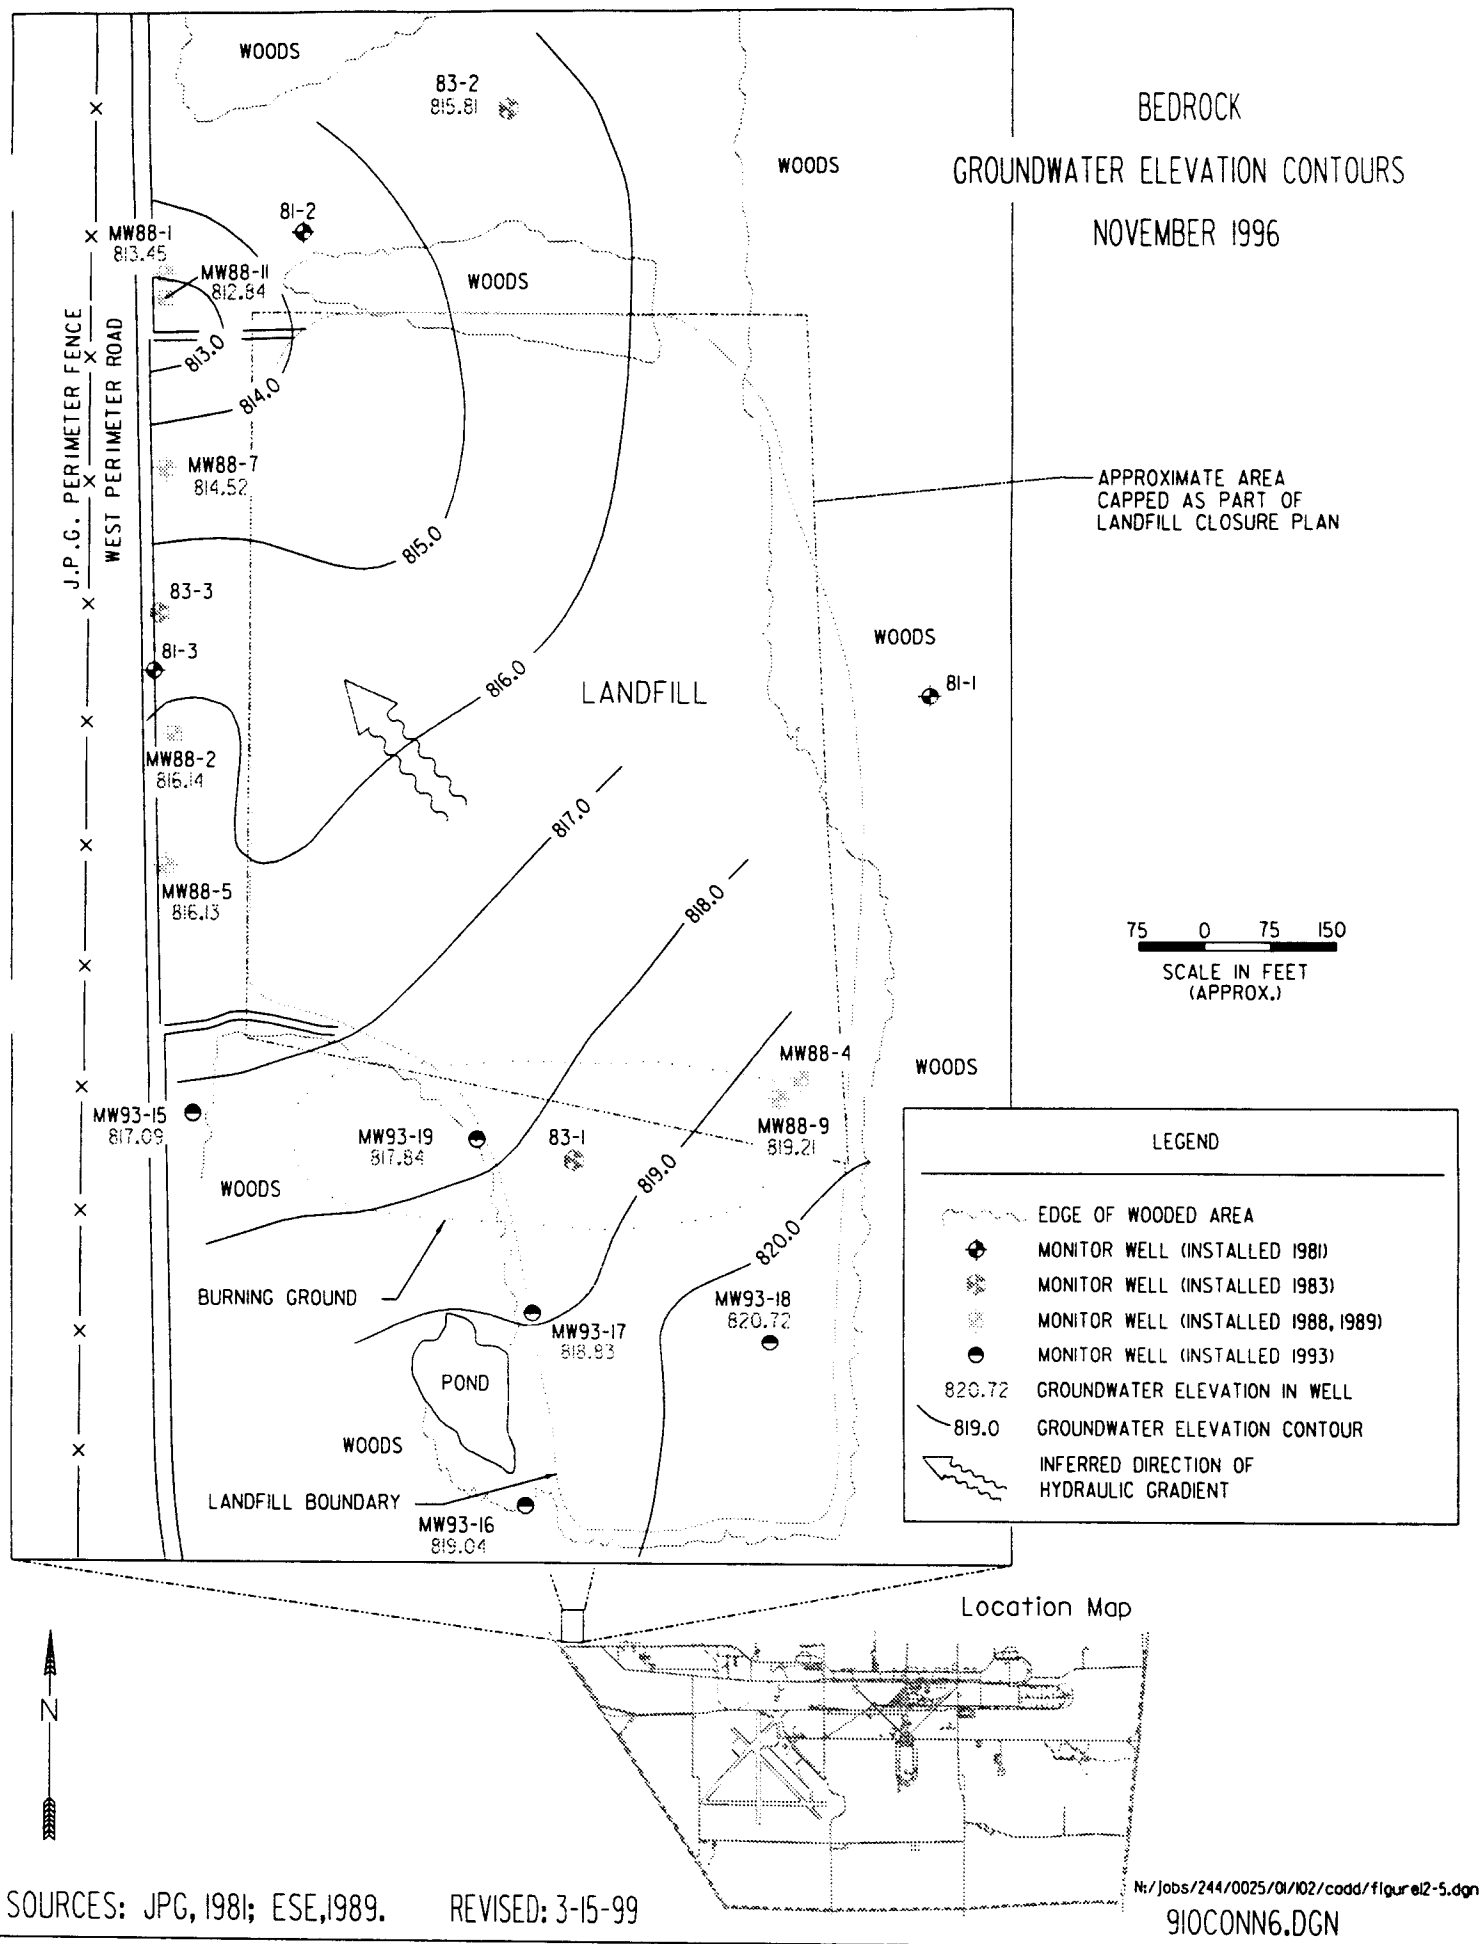 BEDROCK
GROUNDWATER ELEVATION CONTOURS
NOVEMBER 1996
WOODS
83-2
815.81
WOODS
81-2
MW88-1
813.45
MW88-11
812.84
WOODS
813.0
814.0
J.P.G. PERIMETER FENCE
WEST PERIMETER ROAD
MW88-7
814.52
APPROXIMATE AREA
CAPPED AS PART OF
LANDFILL CLOSURE PLAN
815.0
83-3
WOODS
81-3
816.0
LANDFILL
81-1
MW88-2
816.14
817.0
MW88-5
816.13
818.0
75 0 75 150
SCALE IN FEET
(APPROX.)
MW88-4
WOODS
MW93-15
817.09
MW93-19
817.84
83-1
MW88-9
819.21
819.0
WOODS
820.0
BURNING GROUND
MW93-18
820.72
MW93-17
818.83
POND
WOODS
LANDFILL BOUNDARY
MW93-16
819.04
LEGEND
EDGE OF WOODED AREA
MONITOR WELL (INSTALLED 1981)
MONITOR WELL (INSTALLED 1983)
MONITOR WELL (INSTALLED 1988, 1989)
MONITOR WELL (INSTALLED 1993)
820.72 GROUNDWATER ELEVATION IN WELL
819.0 GROUNDWATER ELEVATION CONTOUR
INFERRED DIRECTION OF
HYDRAULIC GRADIENT
Location Map
N
SOURCES: JPG, 1981; ESE,1989. REVISED: 3-15-99
N:/jobs/244/0025/01/102/cadd/figure12-5.dgn
910CONN6.DGN